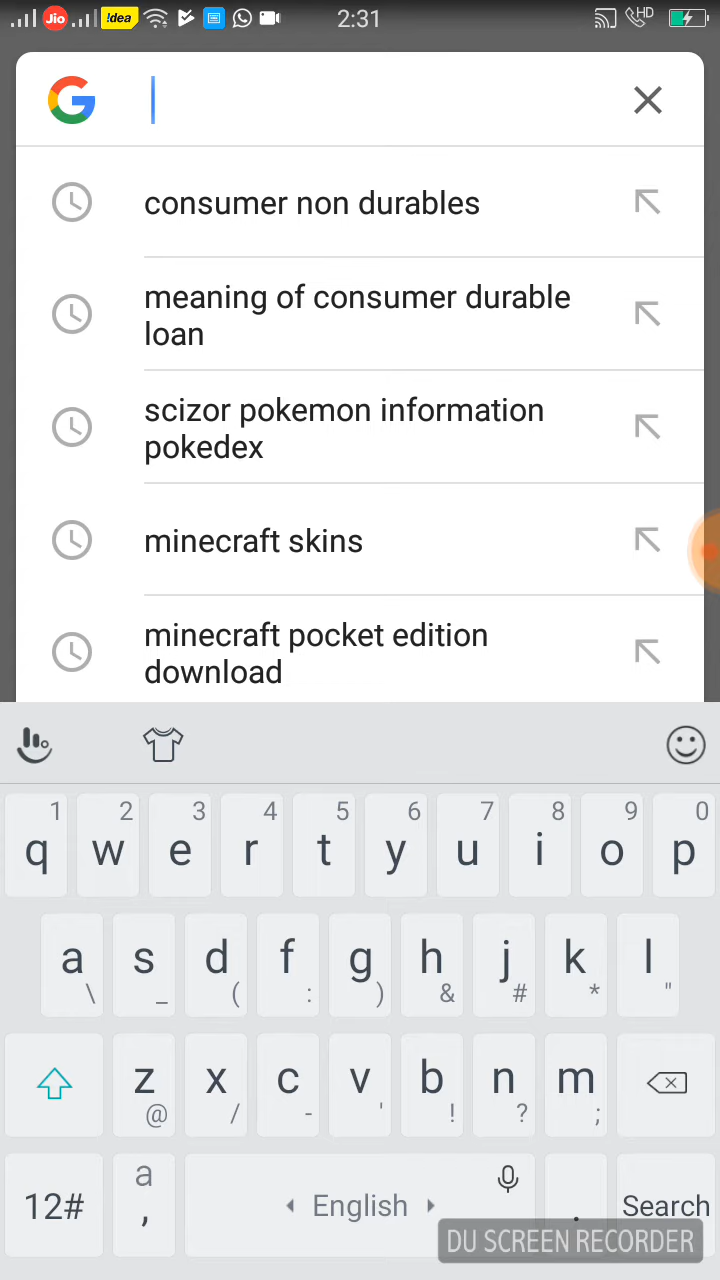 Jio !dea 2:31 HD
G
consumer non durables
meaning of consumer durable
loan
scizor pokemon information
pokedex
minecraft skins
minecraft pocket edition
download
1 2 3 4 5 6 7 8 9 0
q w e r t y u i o p
a s d f g h j k l
\ _ ( : ) & # * "
z x c v b n m
@ / - ' ! ? ;
a
12# , English . Search
DU SCREEN RECORDER